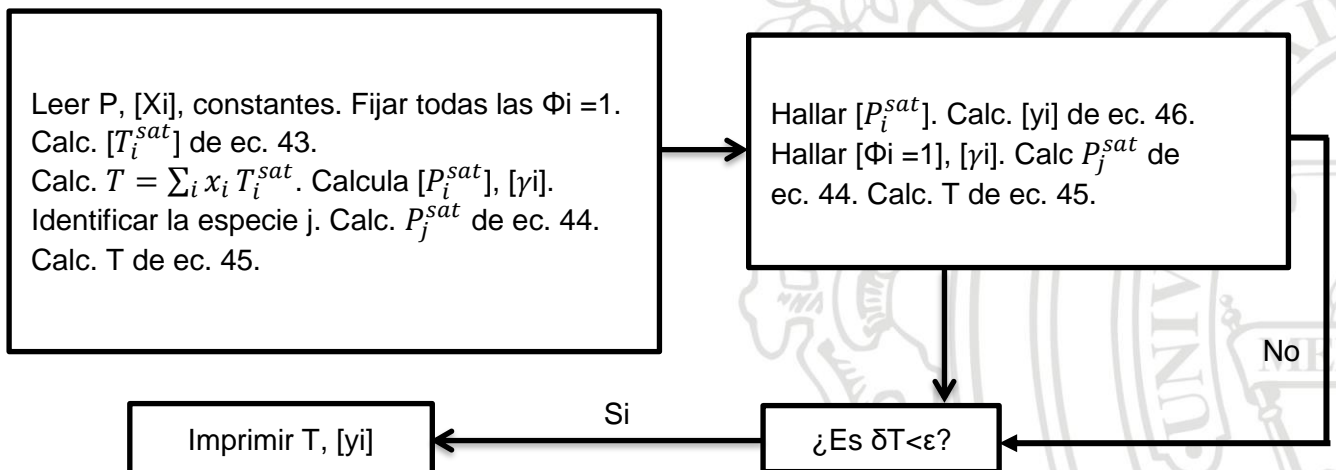 Leer P, [Xi], constantes. Fijar todas las Φi =1.
Calc. [$T_i^{sat}$] de ec. 43.
Calc. $T = \sum_i x_i \, T_i^{sat}$. Calcula [$P_i^{sat}$], [γi].
Identificar la especie j. Calc. $P_j^{sat}$ de ec. 44.
Calc. T de ec. 45.
Hallar [$P_i^{sat}$]. Calc. [yi] de ec. 46.
Hallar [Φi =1], [γi]. Calc $P_j^{sat}$ de
ec. 44. Calc. T de ec. 45.
No
Si
Imprimir T, [yi]
¿Es δT<ε?
UNIV
ME